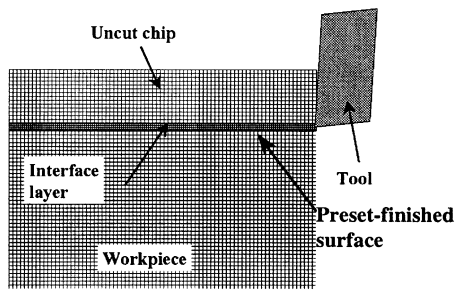 Uncut chip
Interface
layer
Tool
Preset-finished
surface
Workpiece